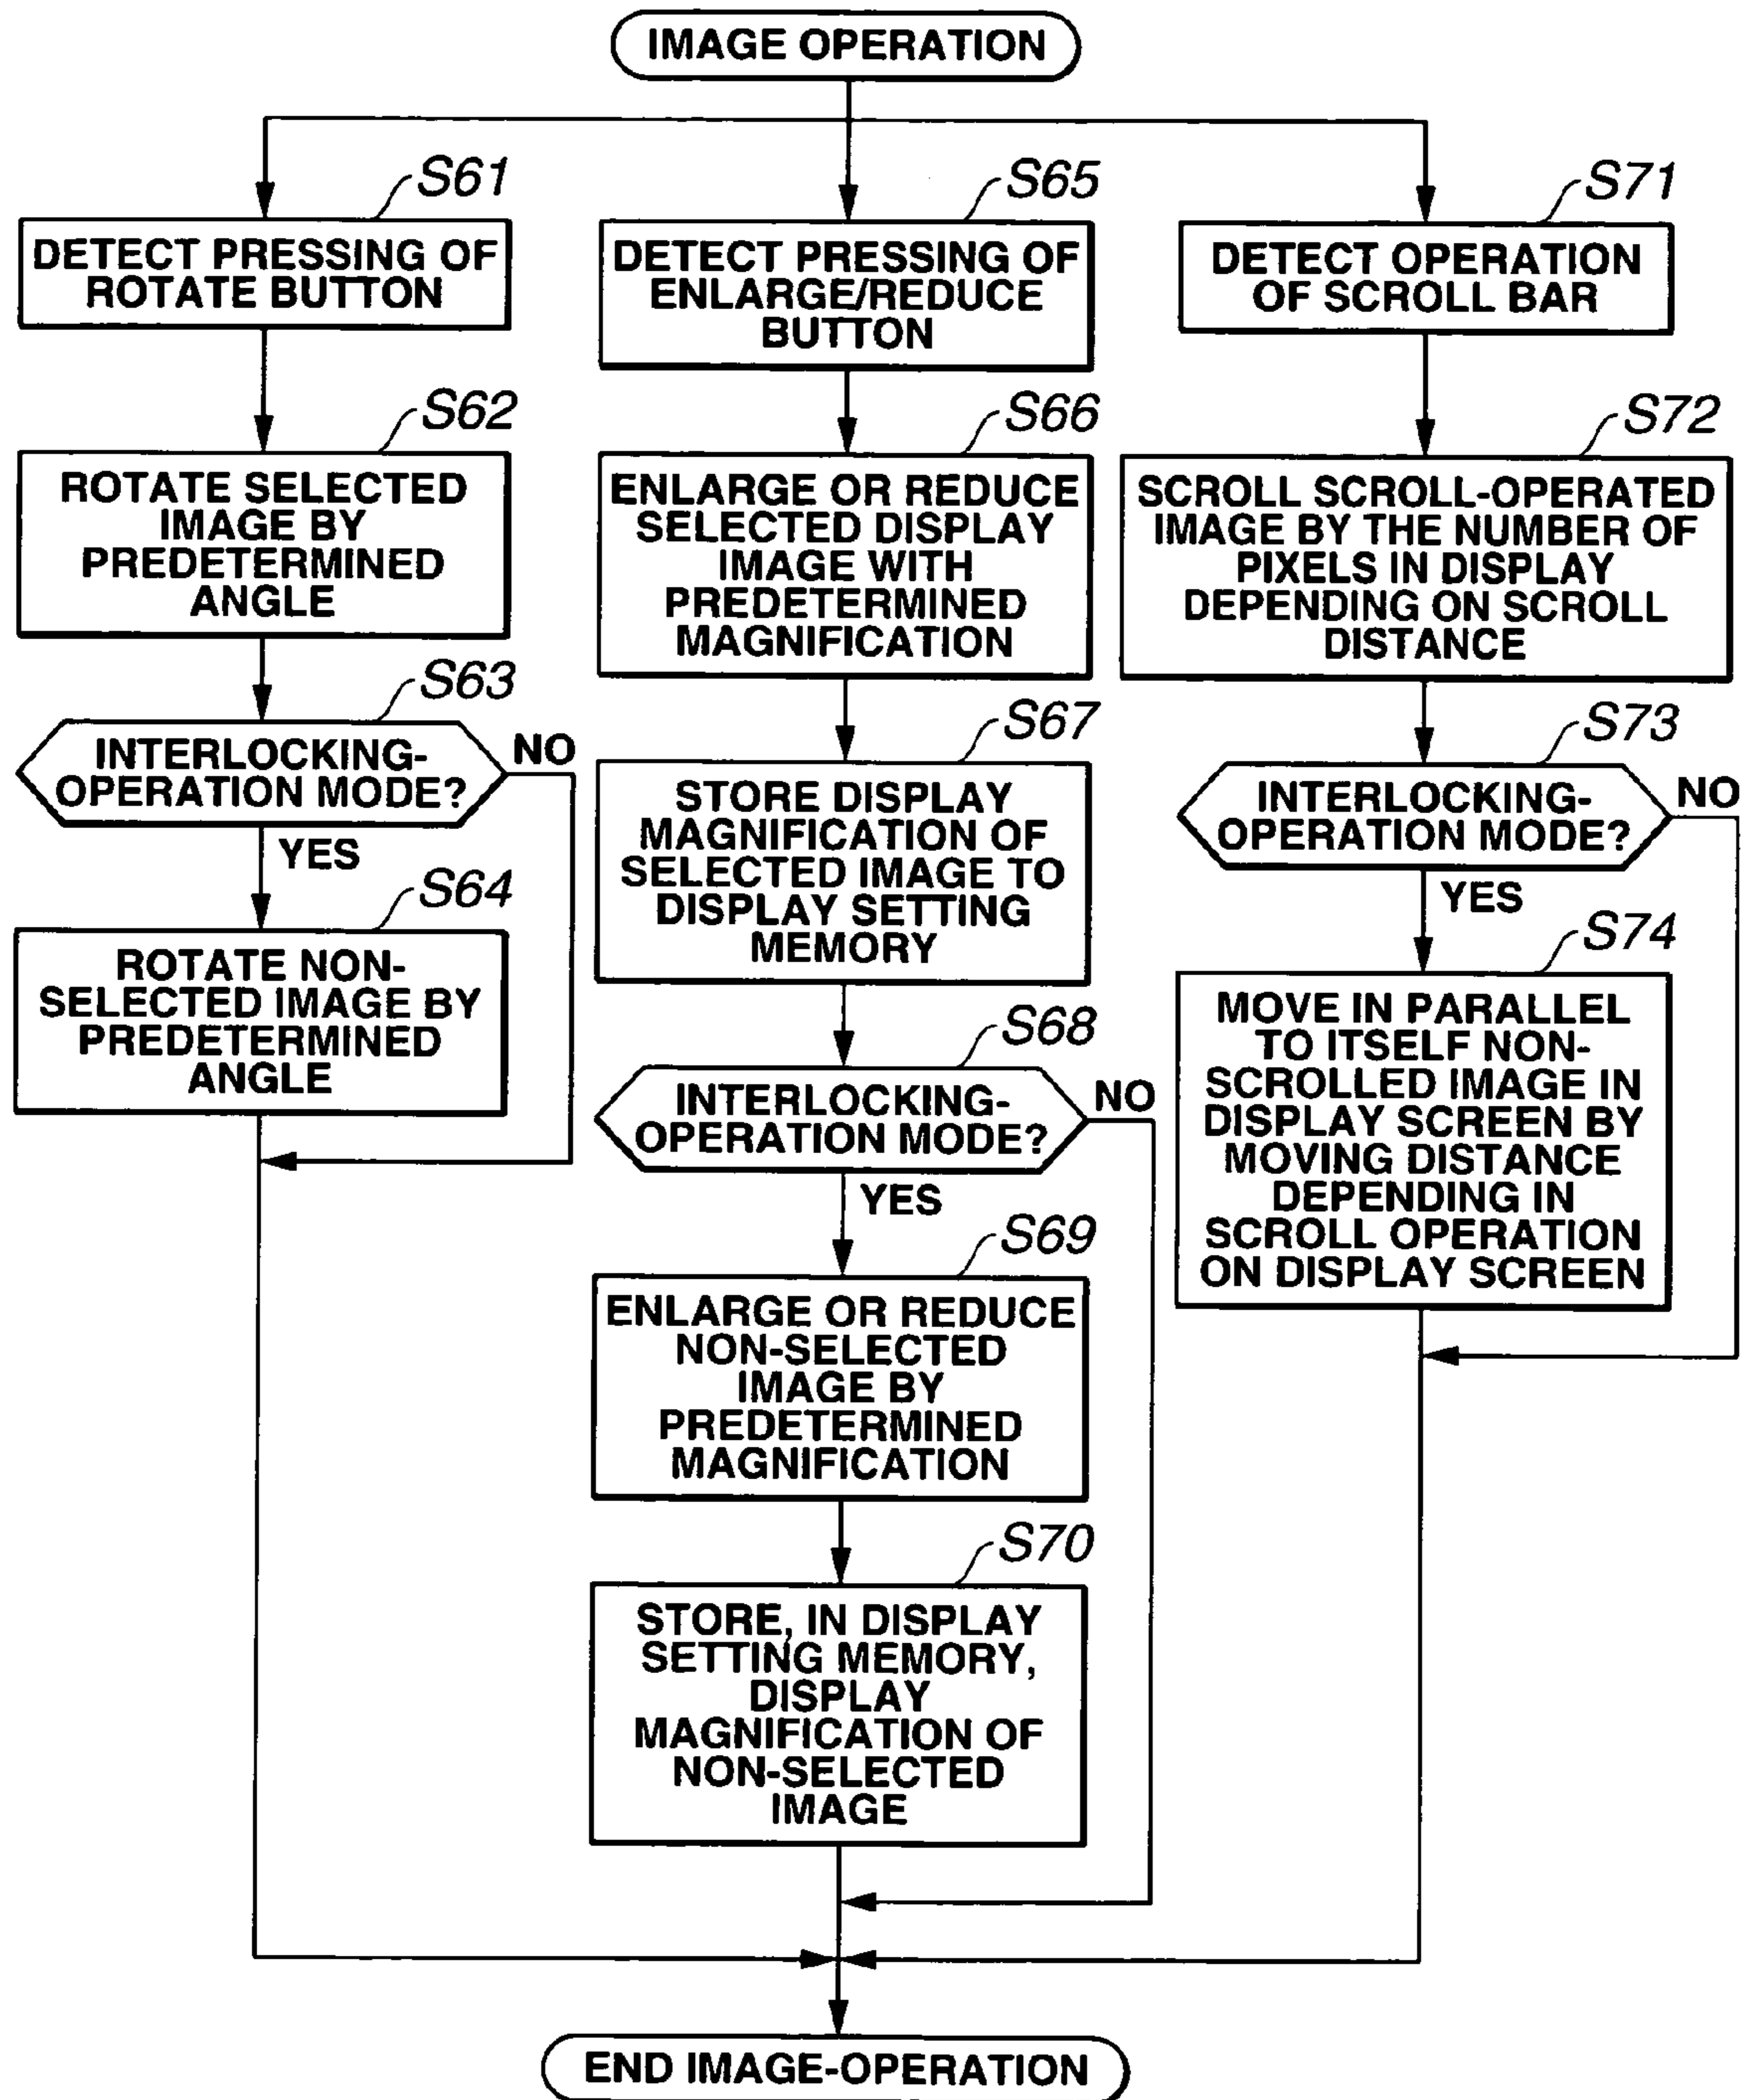 IMAGE OPERATION
S61
DETECT PRESSING OF
ROTATE BUTTON
S62
ROTATE SELECTED
IMAGE BY
PREDETERMINED
ANGLE
S63
INTERLOCKING-
OPERATION MODE?
NO
YES
S64
ROTATE NON-
SELECTED IMAGE BY
PREDETERMINED
ANGLE
S65
DETECT PRESSING OF
ENLARGE/REDUCE
BUTTON
S66
ENLARGE OR REDUCE
SELECTED DISPLAY
IMAGE WITH
PREDETERMINED
MAGNIFICATION
S67
STORE DISPLAY
MAGNIFICATION OF
SELECTED IMAGE TO
DISPLAY SETTING
MEMORY
S68
INTERLOCKING-
OPERATION MODE?
NO
YES
S69
ENLARGE OR REDUCE
NON-SELECTED
IMAGE BY
PREDETERMINED
MAGNIFICATION
S70
STORE, IN DISPLAY
SETTING MEMORY,
DISPLAY
MAGNIFICATION OF
NON-SELECTED
IMAGE
S71
DETECT OPERATION
OF SCROLL BAR
S72
SCROLL SCROLL-OPERATED
IMAGE BY THE NUMBER OF
PIXELS IN DISPLAY
DEPENDING ON SCROLL
DISTANCE
S73
INTERLOCKING-
OPERATION MODE?
NO
YES
S74
MOVE IN PARALLEL
TO ITSELF NON-
SCROLLED IMAGE IN
DISPLAY SCREEN BY
MOVING DISTANCE
DEPENDING IN
SCROLL OPERATION
ON DISPLAY SCREEN
END IMAGE-OPERATION